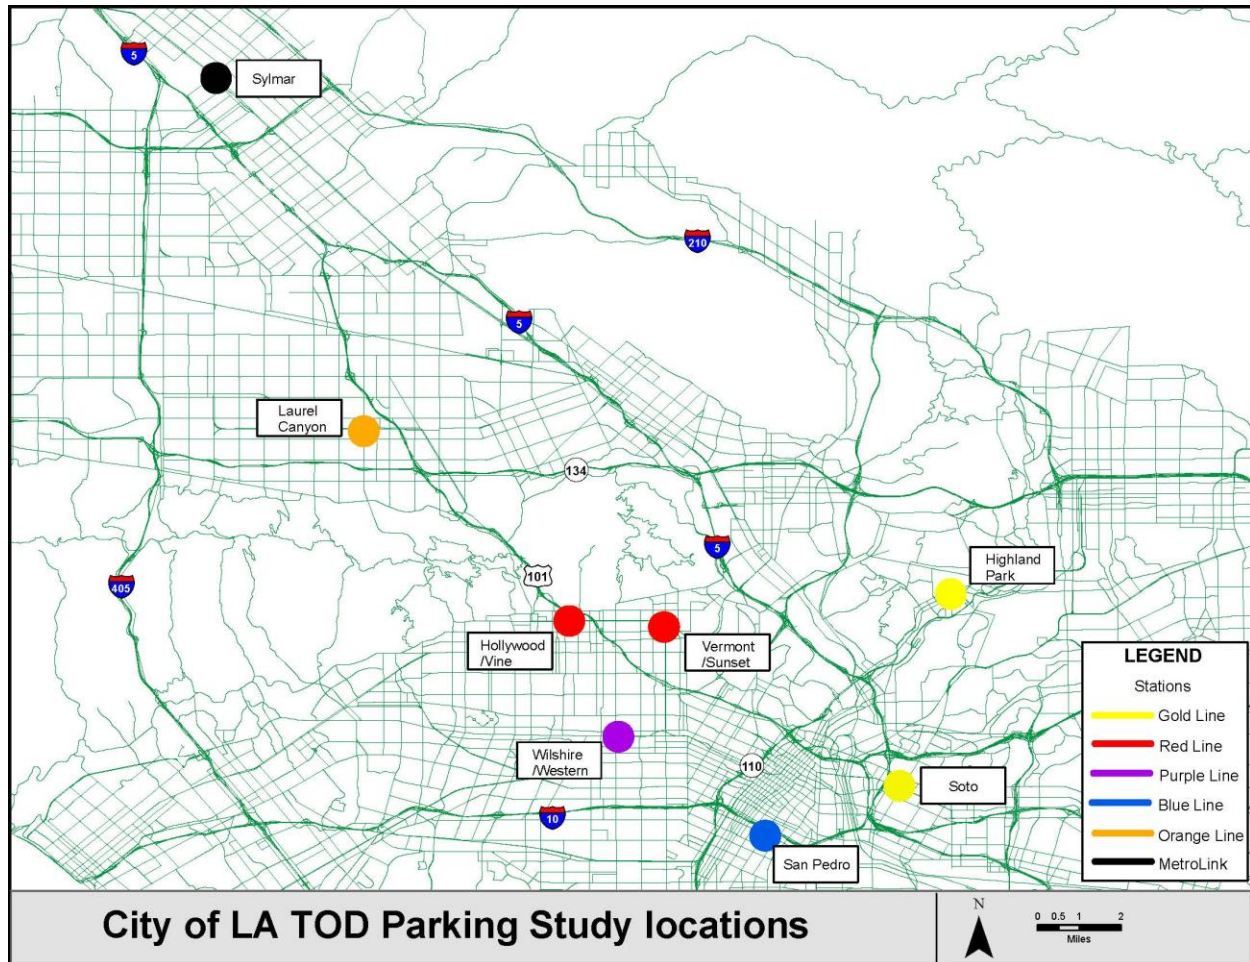 5
Sylmar
210
5
Laurel
Canyon
134
5
Highland
Park
405
101
Hollywood
/Vine
Vermont
/Sunset
LEGEND
Stations
Gold Line
Red Line
Purple Line
Blue Line
Orange Line
MetroLink
Wilshire
/Western
110
Soto
10
San Pedro
City of LA TOD Parking Study locations
N
0 0.5 1 2
Miles